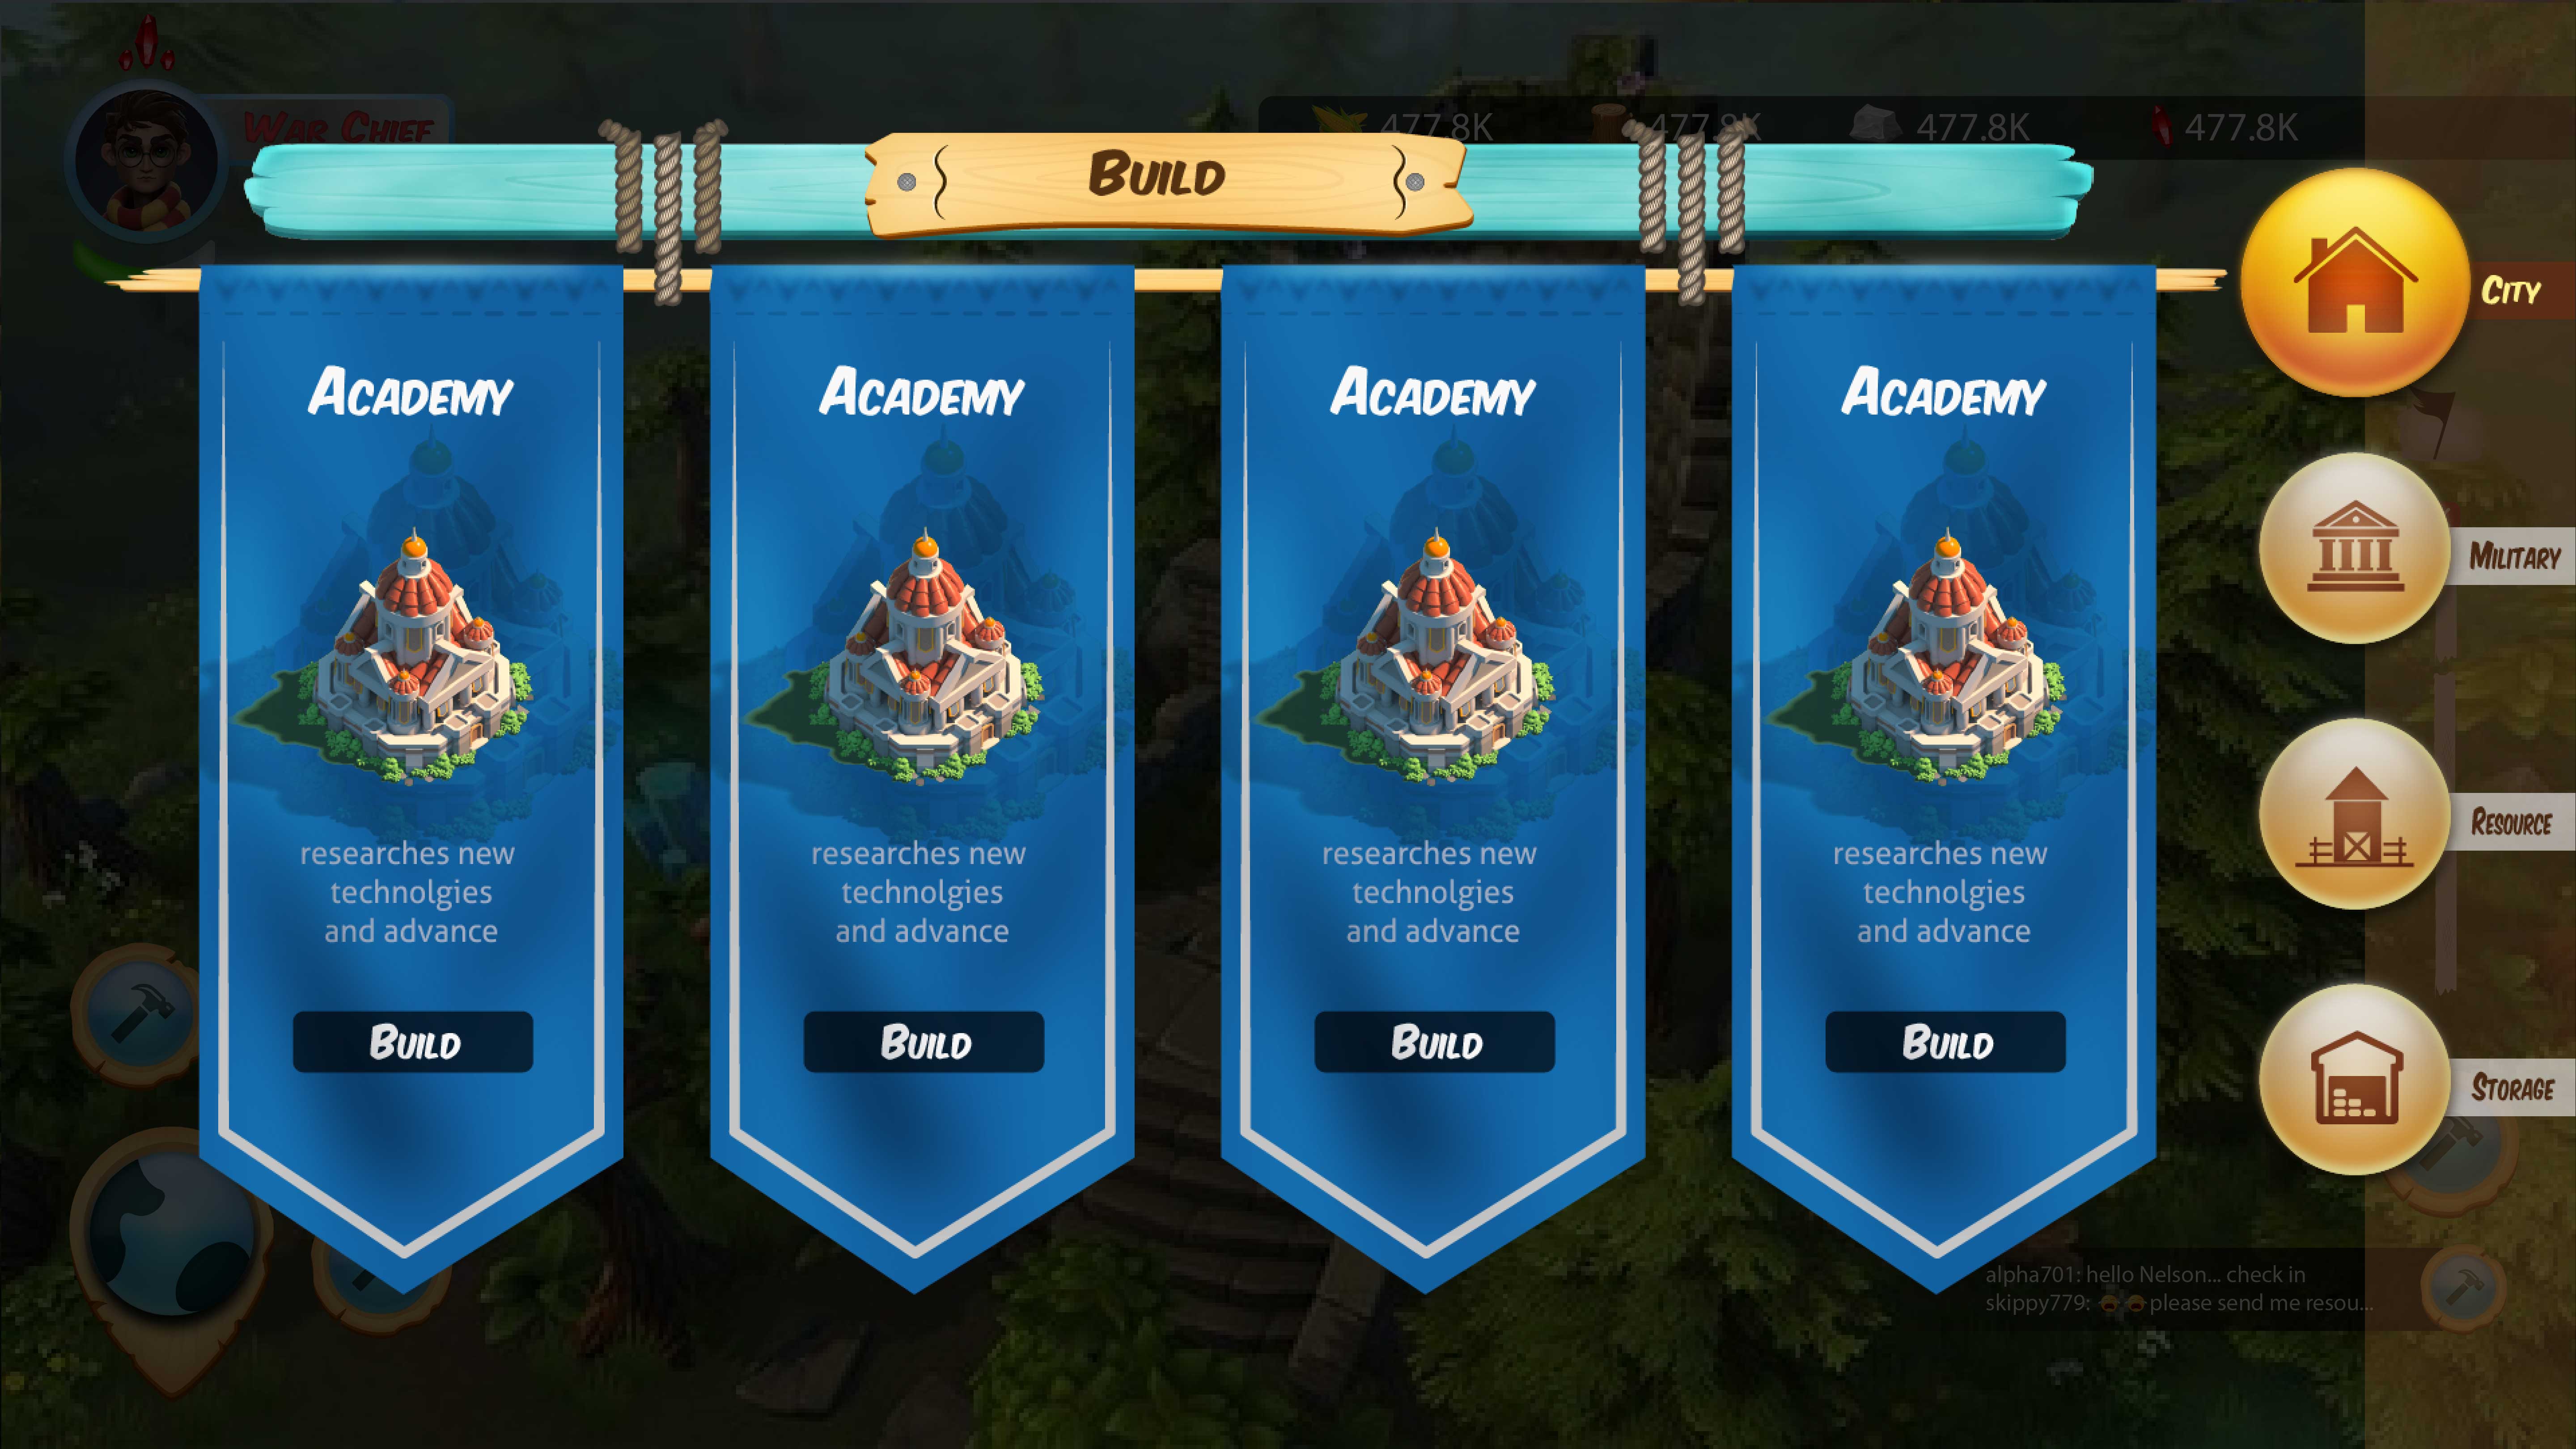 War Chief
477.8K 477.8K 477.8K 477.8K
Build
City
Academy Academy Academy Academy
Military
Resource
researches new researches new researches new researches new
technolgies technolgies technolgies technolgies
and advance and advance and advance and advance
Build Build Build Build
Storage
alpha701: hello Nelson... check in
skippy779: please send me resou...